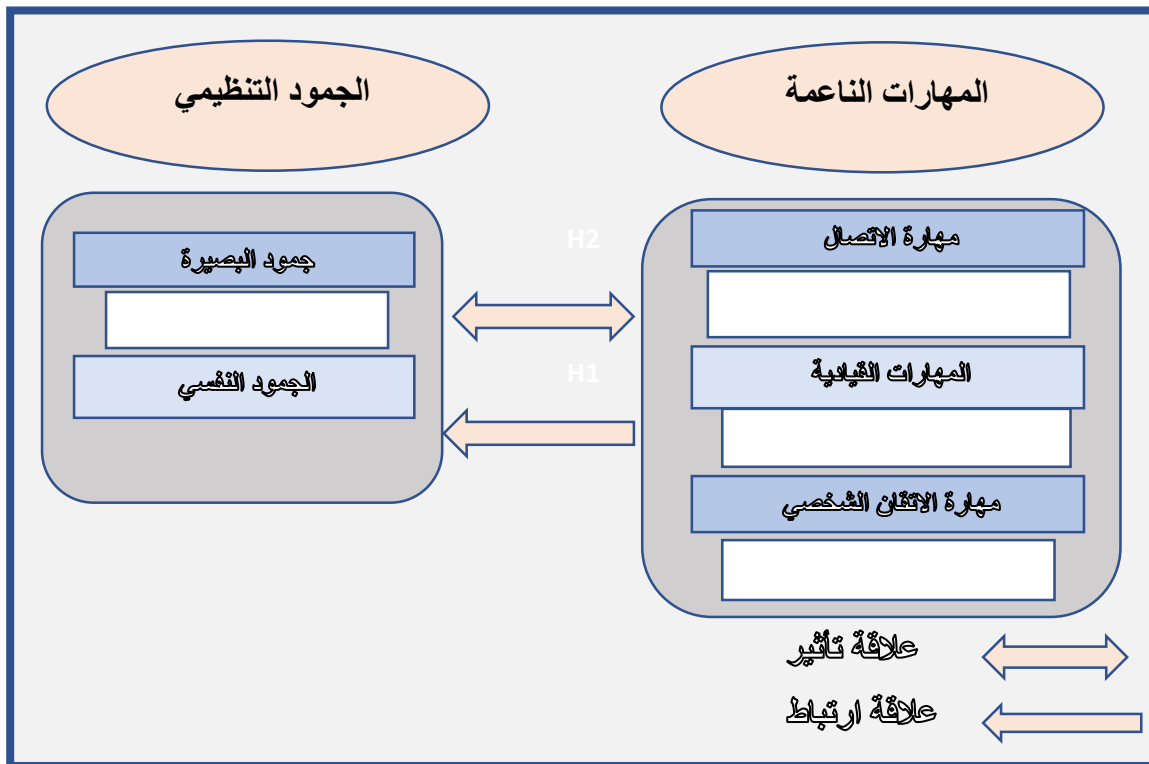 المهارات الناعمة
الجمود التنظيمي
مهارة الاتصال
المهارات القيادية
مهارة الاتقان الشخصي
H2
H1
جمود البصيرة
الجمود النفسي
علاقة تأثير
علاقة ارتباط